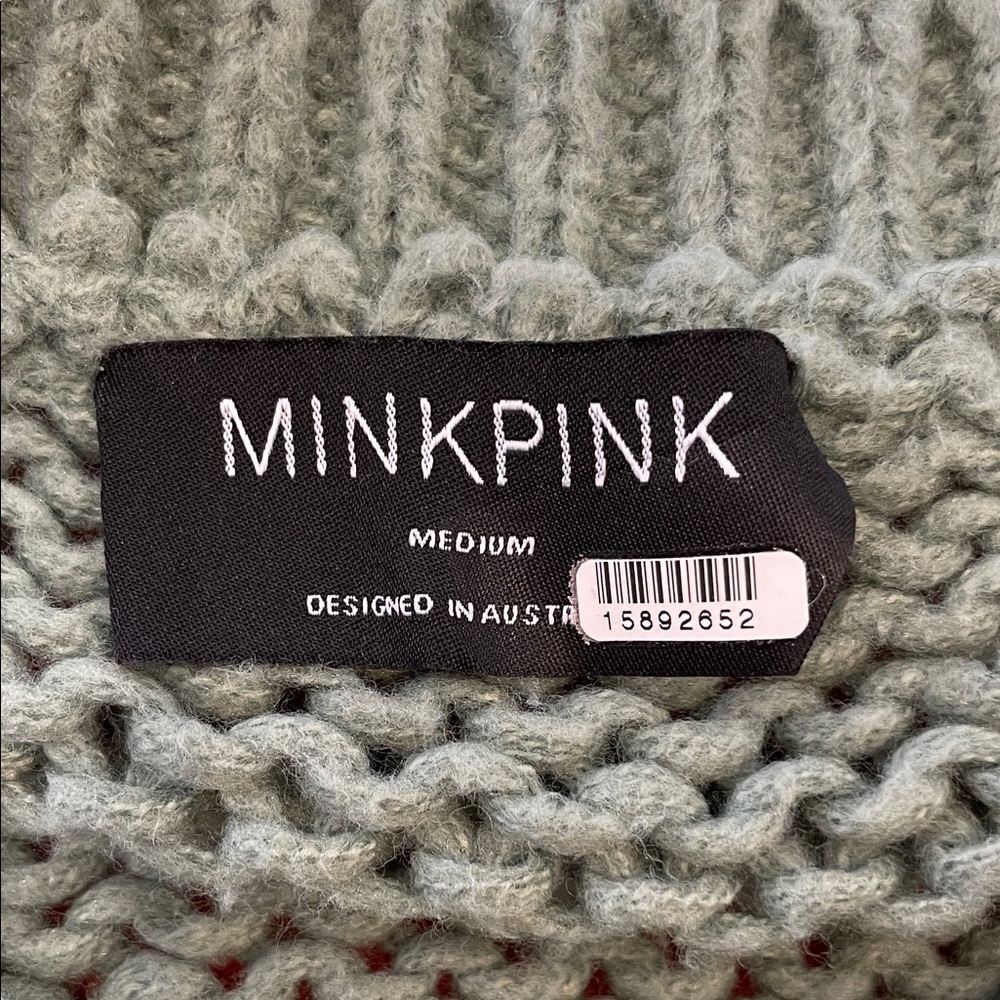 MINKPINK
MEDIUM
DESIGNED IN AUSTR
15892652